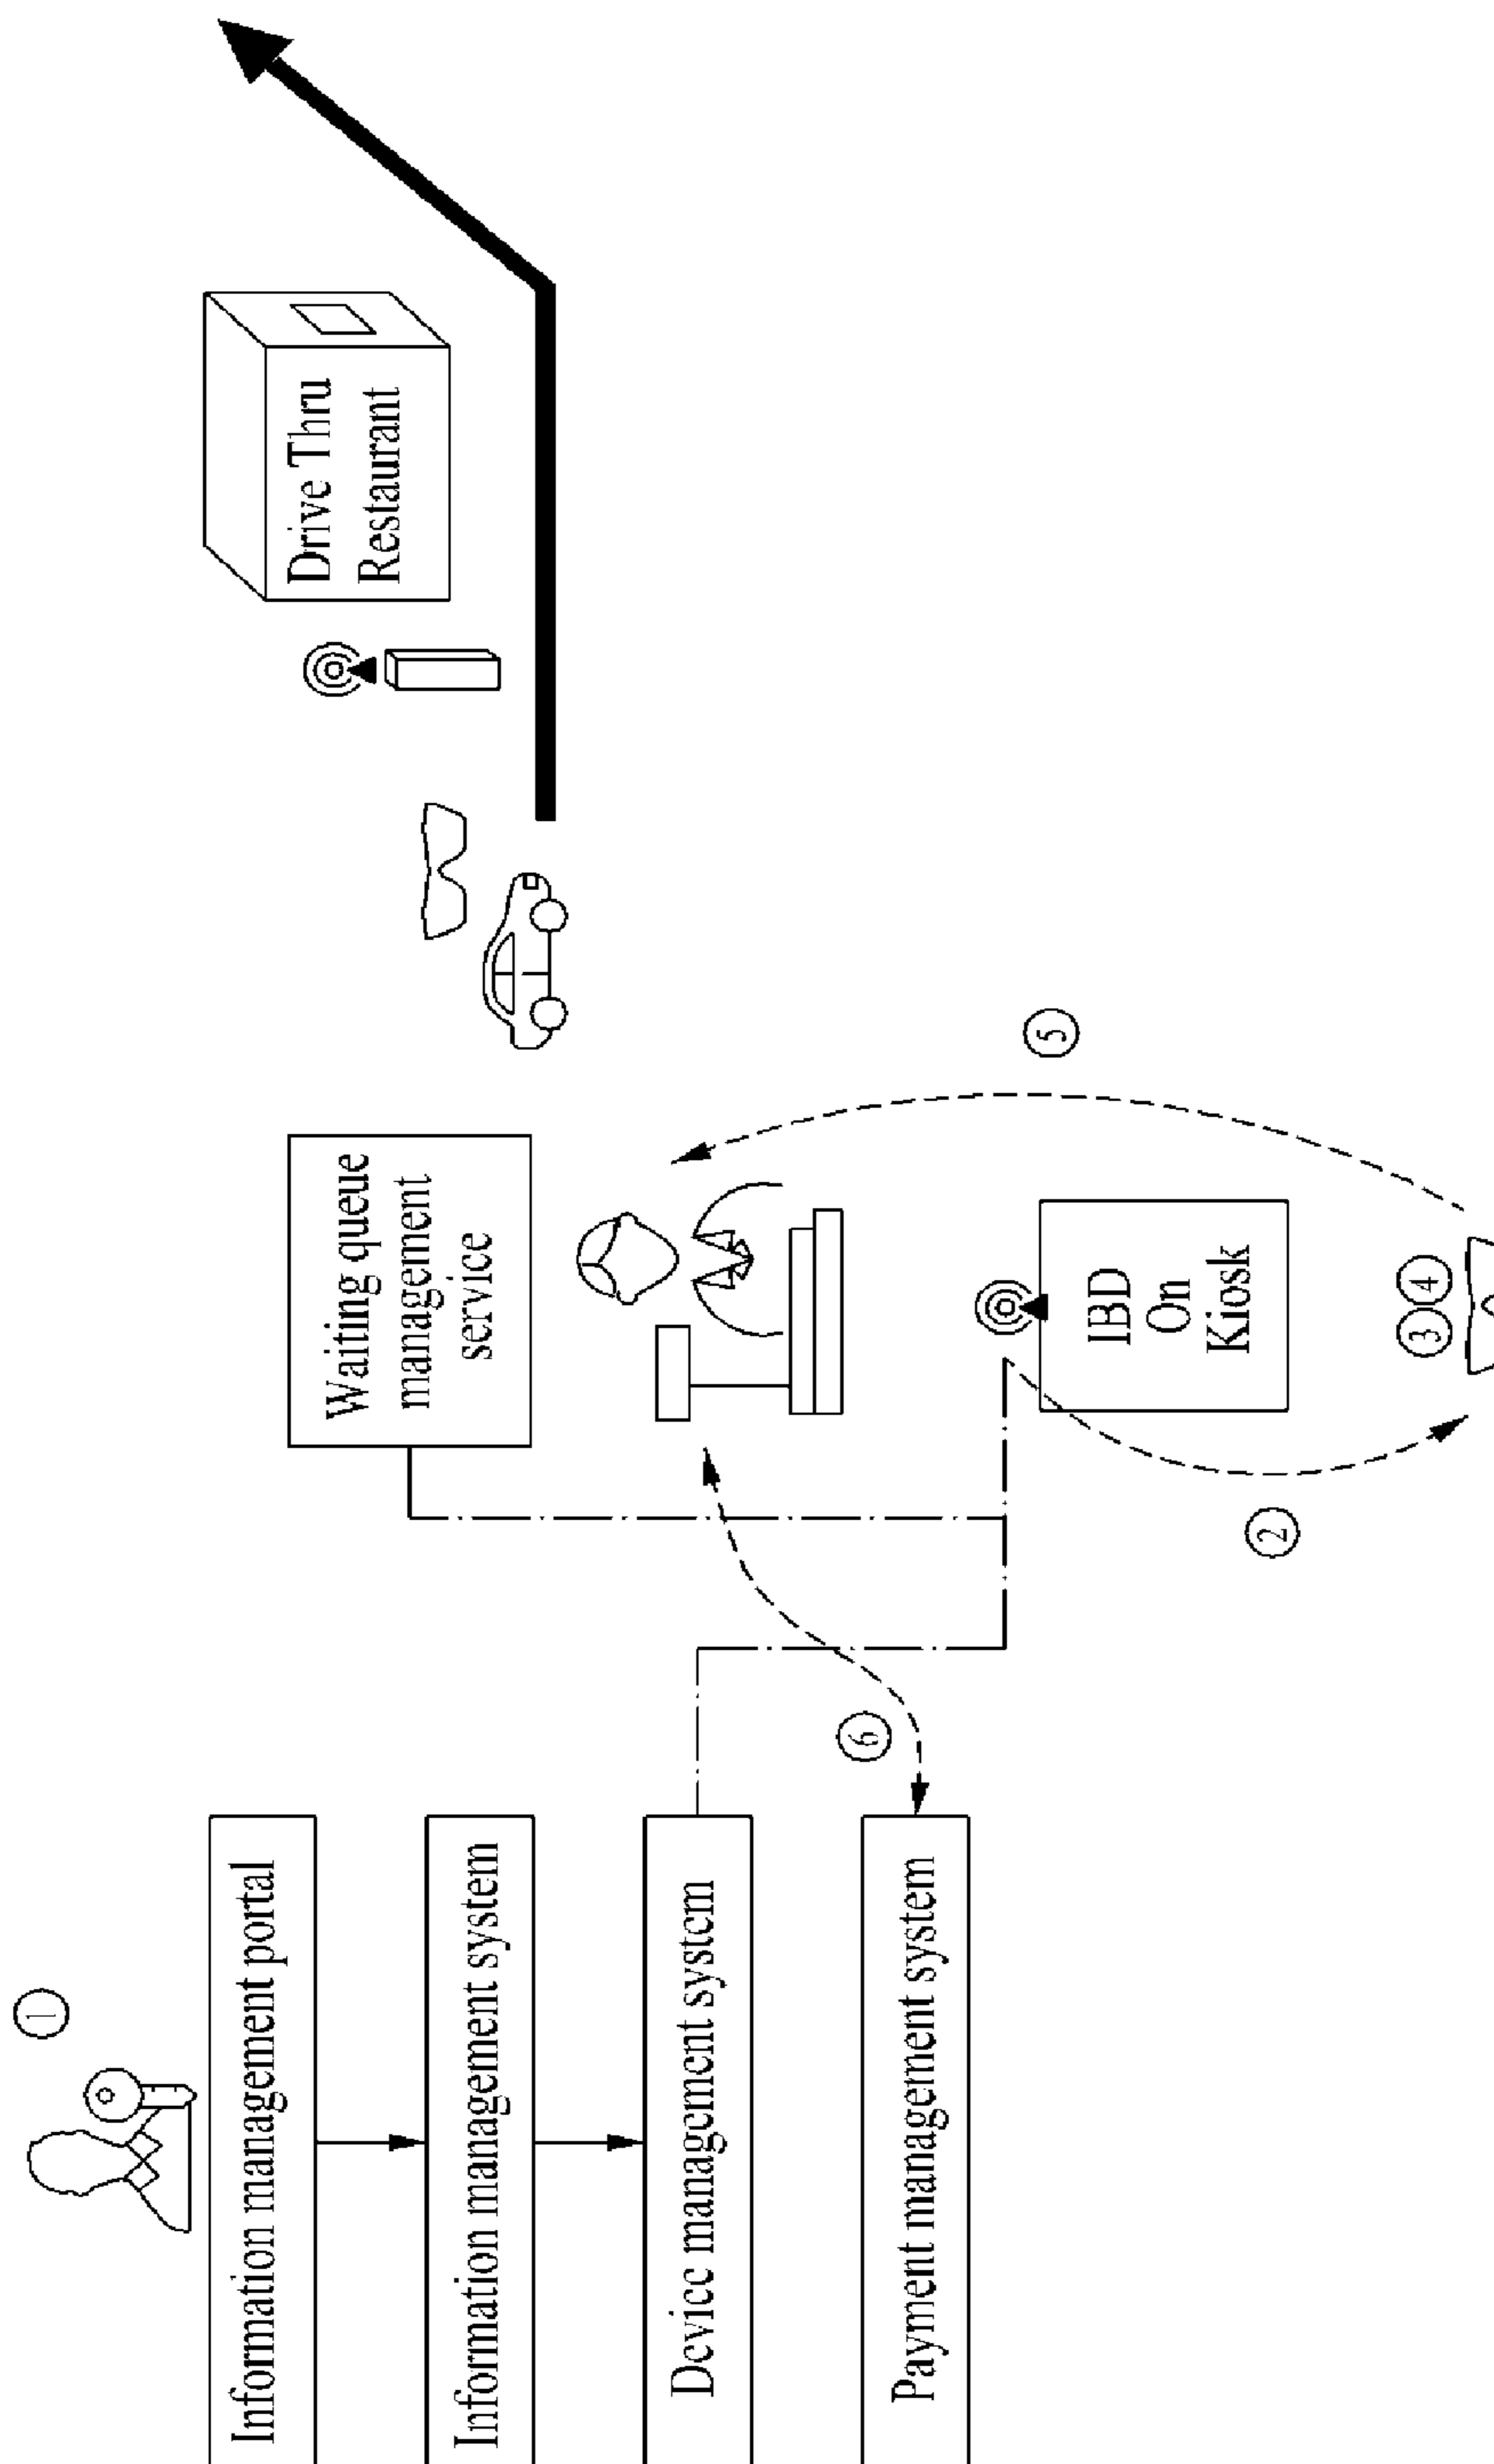 ①
Information management portal
Information management system
Device management system
Payment management system
⑥
Waiting queue
management
service
IBD
On
Kiosk
②
③④
⑤
Drive Thru
Restaurant